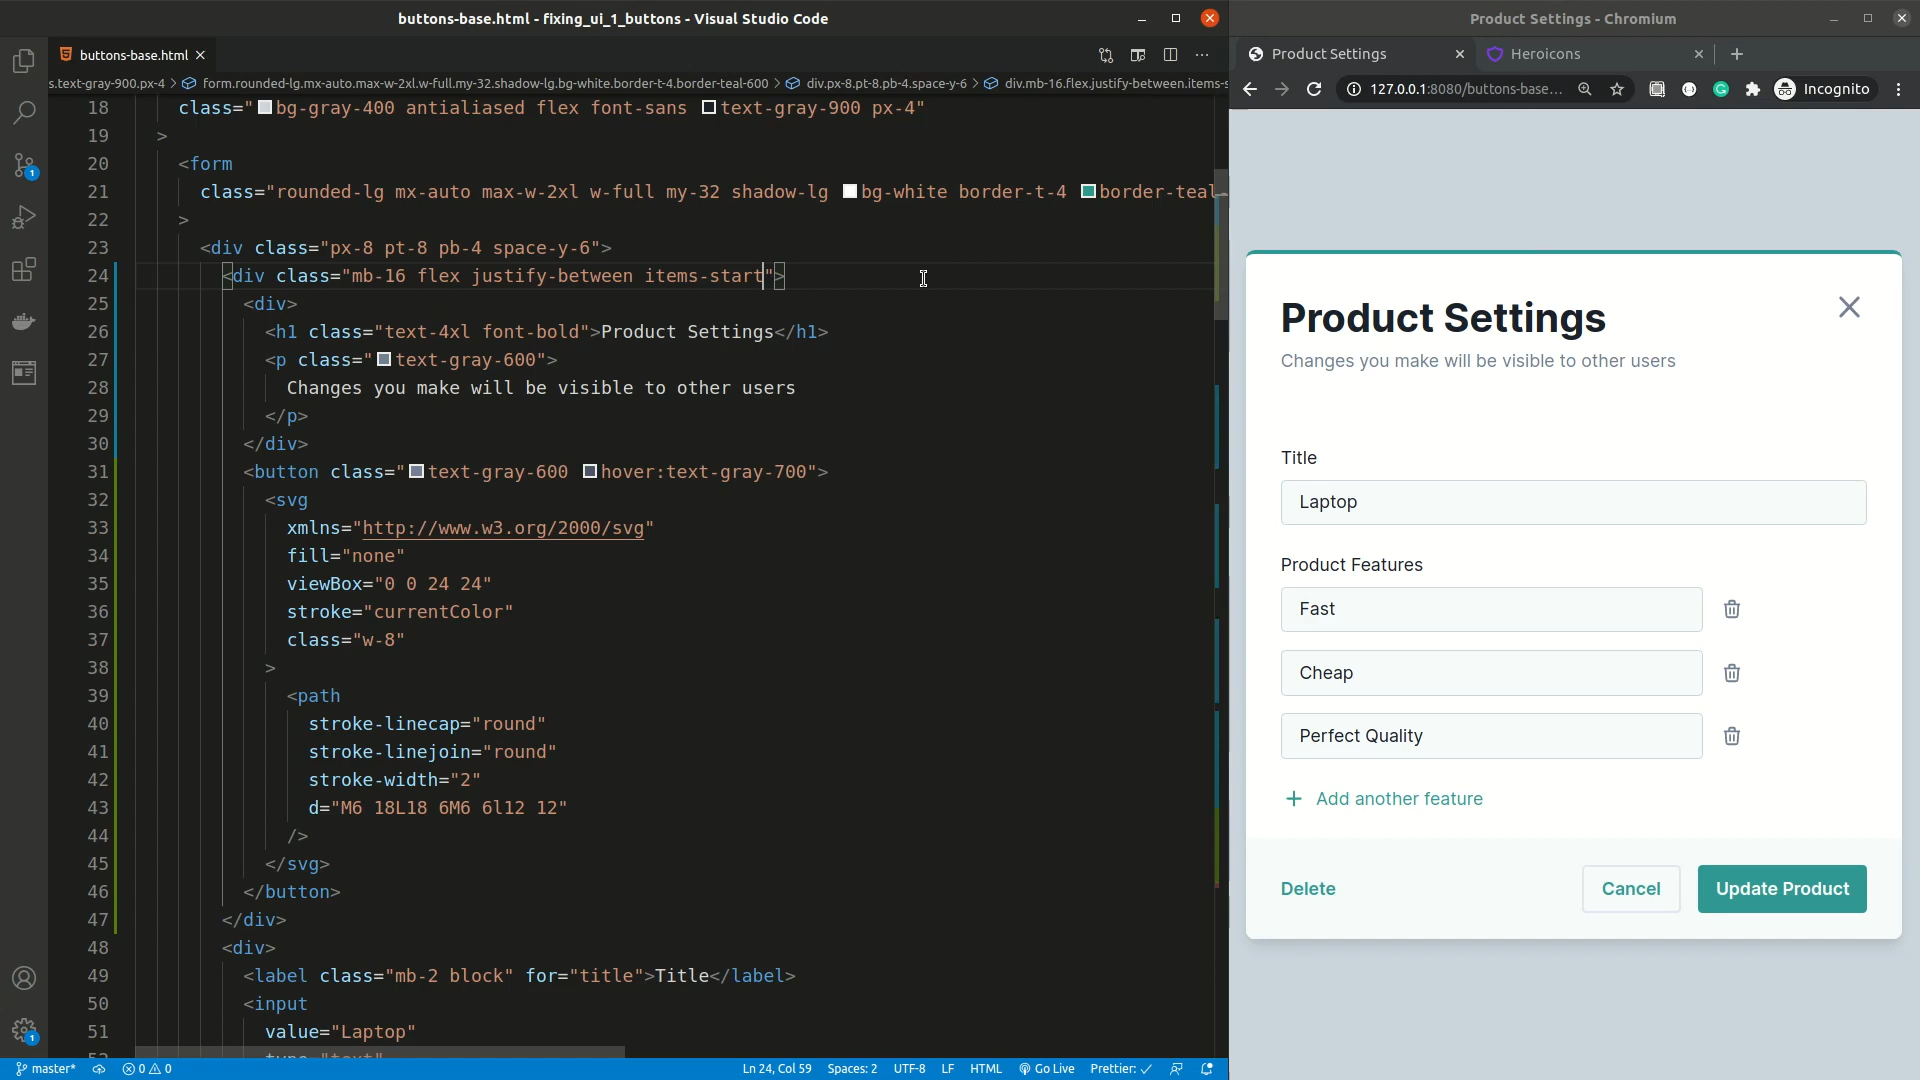 buttons-base.html - fixing_ui_1_buttons - Visual Studio Code
buttons-base.html
s.text-gray-900.px-4 > form.rounded-lg.mx-auto.max-w-2xl.w-full.my-32.shadow-lg.bg-white.border-t-4.border-teal-600 > div.px-8.pt-8.pb-4.space-y-6 > div.mb-16.flex.justify-between.items-s
18 class="bg-gray-400 antialiased flex font-sans text-gray-900 px-4"
19 >
20 <form
21 class="rounded-lg mx-auto max-w-2xl w-full my-32 shadow-lg bg-white border-t-4 border-teal-
22 >
23 <div class="px-8 pt-8 pb-4 space-y-6">
24 <div class="mb-16 flex justify-between items-start">
25 <div>
26 <h1 class="text-4xl font-bold">Product Settings</h1>
27 <p class="text-gray-600">
28 Changes you make will be visible to other users
29 </p>
30 </div>
31 <button class="text-gray-600 hover:text-gray-700">
32 <svg
33 xmlns="http://www.w3.org/2000/svg"
34 fill="none"
35 viewBox="0 0 24 24"
36 stroke="currentColor"
37 class="w-8"
38 >
39 <path
40 stroke-linecap="round"
41 stroke-linejoin="round"
42 stroke-width="2"
43 d="M6 18L18 6M6 6l12 12"
44 />
45 </svg>
46 </button>
47 </div>
48 <div>
49 <label class="mb-2 block" for="title">Title</label>
50 <input
51 value="Laptop"
52 type="text"
1
1
master* 0 0 Ln 24, Col 59 Spaces: 2 UTF-8 LF HTML Go Live Prettier: ✓
Product Settings - Chromium
Product Settings
Heroicons
127.0.0.1:8080/buttons-base...
Incognito
Product Settings
Changes you make will be visible to other users
Title
Laptop
Product Features
Fast
Cheap
Perfect Quality
+ Add another feature
Delete
Cancel
Update Product